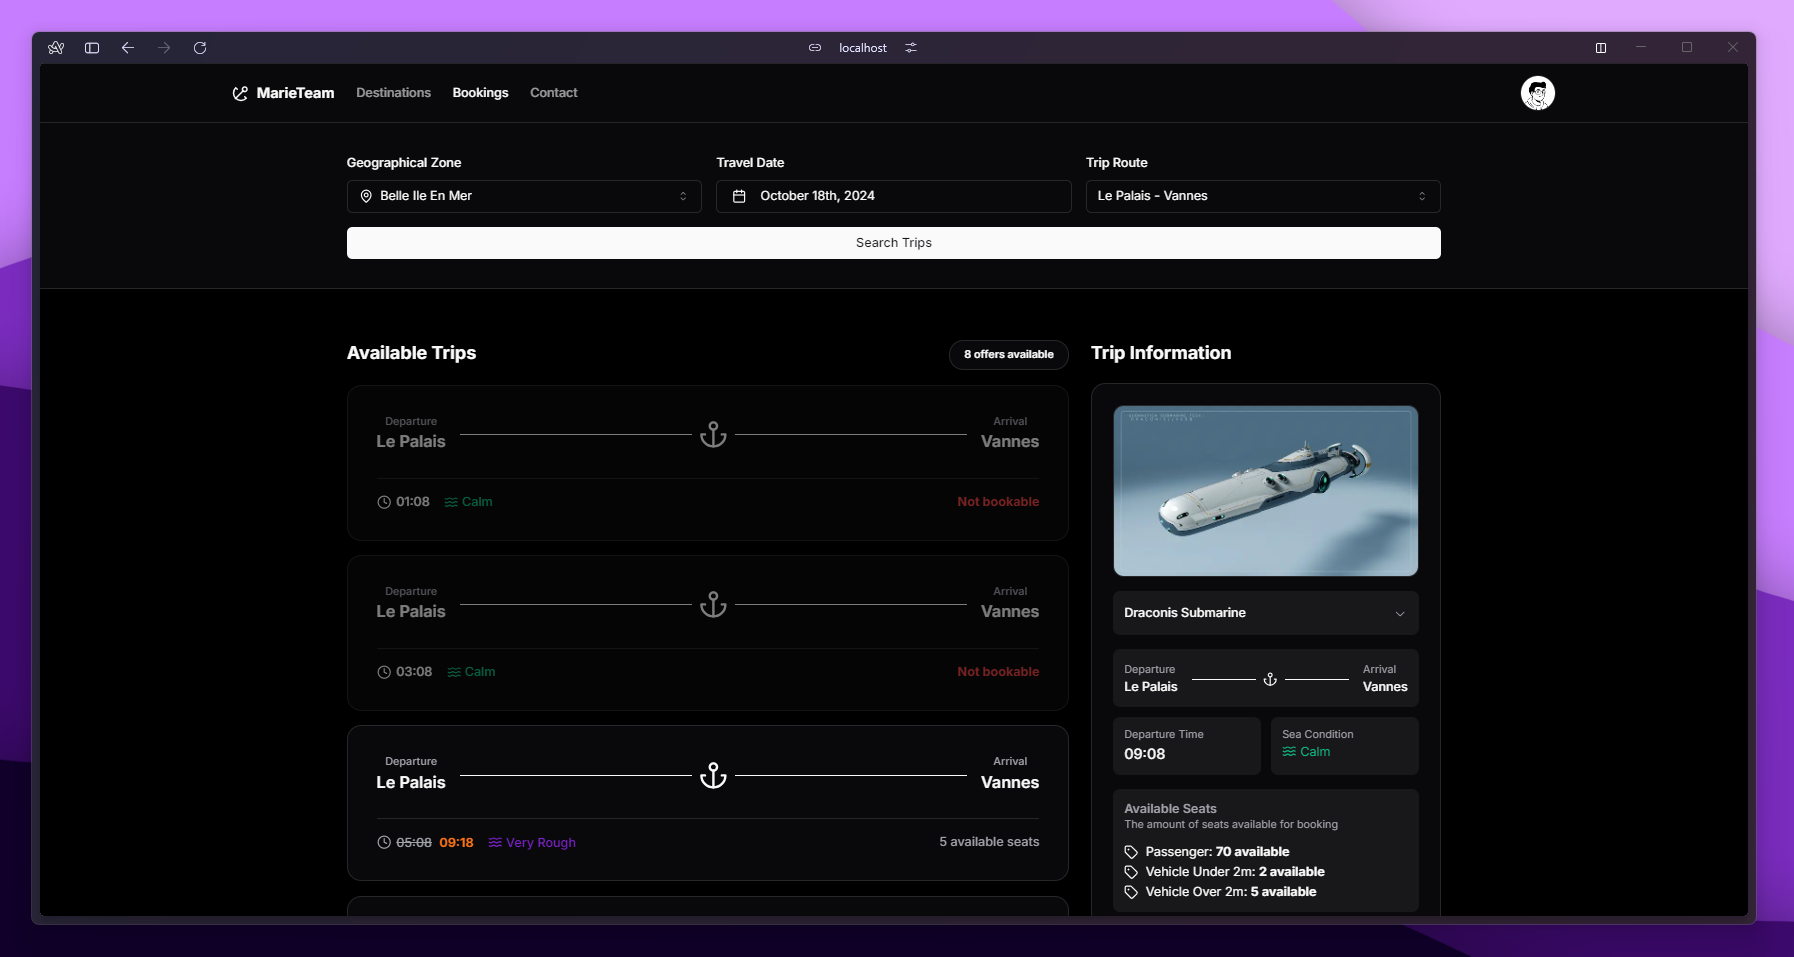 localhost
MarieTeam Destinations Bookings Contact
Geographical Zone
Belle Ile En Mer
Travel Date
October 18th, 2024
Trip Route
Le Palais - Vannes
Search Trips
Available Trips
8 offers available
Departure
Le Palais
Arrival
Vannes
01:08 Calm
Not bookable
Departure
Le Palais
Arrival
Vannes
03:08 Calm
Not bookable
Departure
Le Palais
Arrival
Vannes
05:08 09:18 Very Rough
5 available seats
Trip Information
Draconis Submarine
Departure
Le Palais
Arrival
Vannes
Departure Time
09:08
Sea Condition
Calm
Available Seats
The amount of seats available for booking
Passenger: 70 available
Vehicle Under 2m: 2 available
Vehicle Over 2m: 5 available